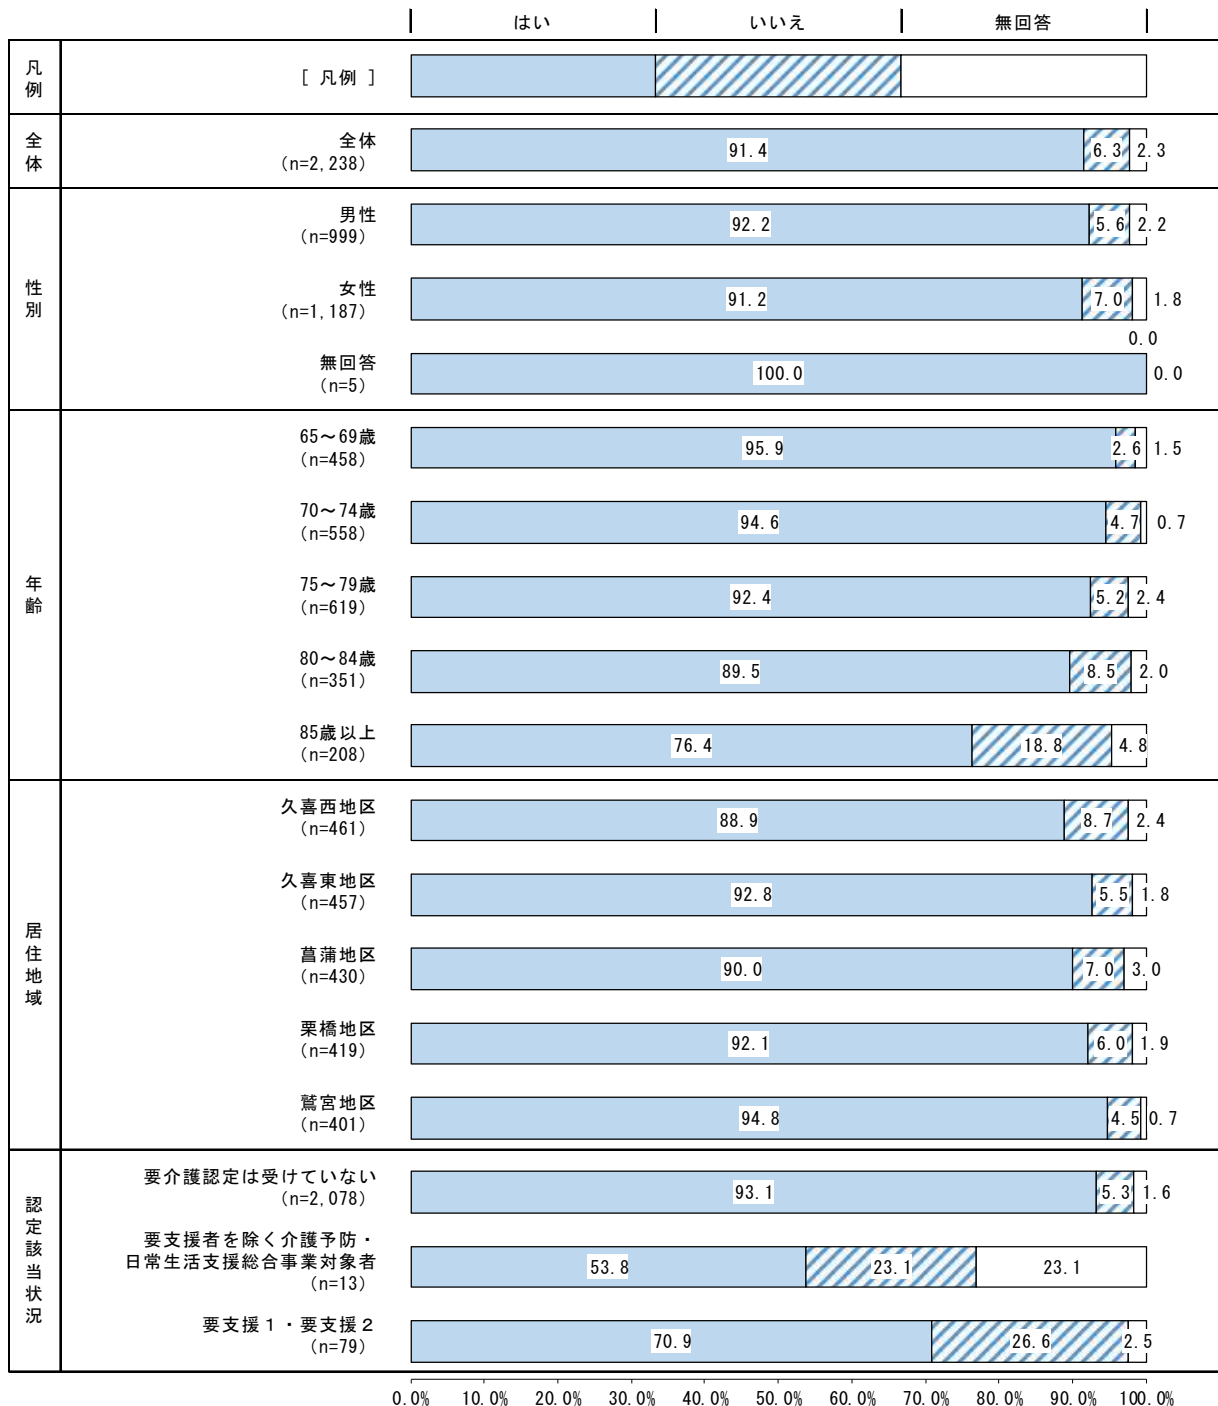 はい いいえ 無回答
凡例 [ 凡例 ]
全体
全体 91.4 6.3 2.3
(n=2,238)
性別
男性 92.2 5.6 2.2
(n=999)
女性 91.2 7.0 1.8
(n=1,187)
0.0
無回答 100.0 0.0
(n=5)
年齢
65～69歳 95.9 2.6 1.5
(n=458)
70～74歳 94.6 4.7 0.7
(n=558)
75～79歳 92.4 5.2 2.4
(n=619)
80～84歳 89.5 8.5 2.0
(n=351)
85歳以上 76.4 18.8 4.8
(n=208)
居住地域
久喜西地区 88.9 8.7 2.4
(n=461)
久喜東地区 92.8 5.5 1.8
(n=457)
菖蒲地区 90.0 7.0 3.0
(n=430)
栗橋地区 92.1 6.0 1.9
(n=419)
鷲宮地区 94.8 4.5 0.7
(n=401)
認定該当状況
要介護認定は受けていない 93.1 5.3 1.6
(n=2,078)
要支援者を除く介護予防・
日常生活支援総合事業対象者 53.8 23.1 23.1
(n=13)
要支援１・要支援２ 70.9 26.6 2.5
(n=79)
0.0% 10.0% 20.0% 30.0% 40.0% 50.0% 60.0% 70.0% 80.0% 90.0% 100.0%